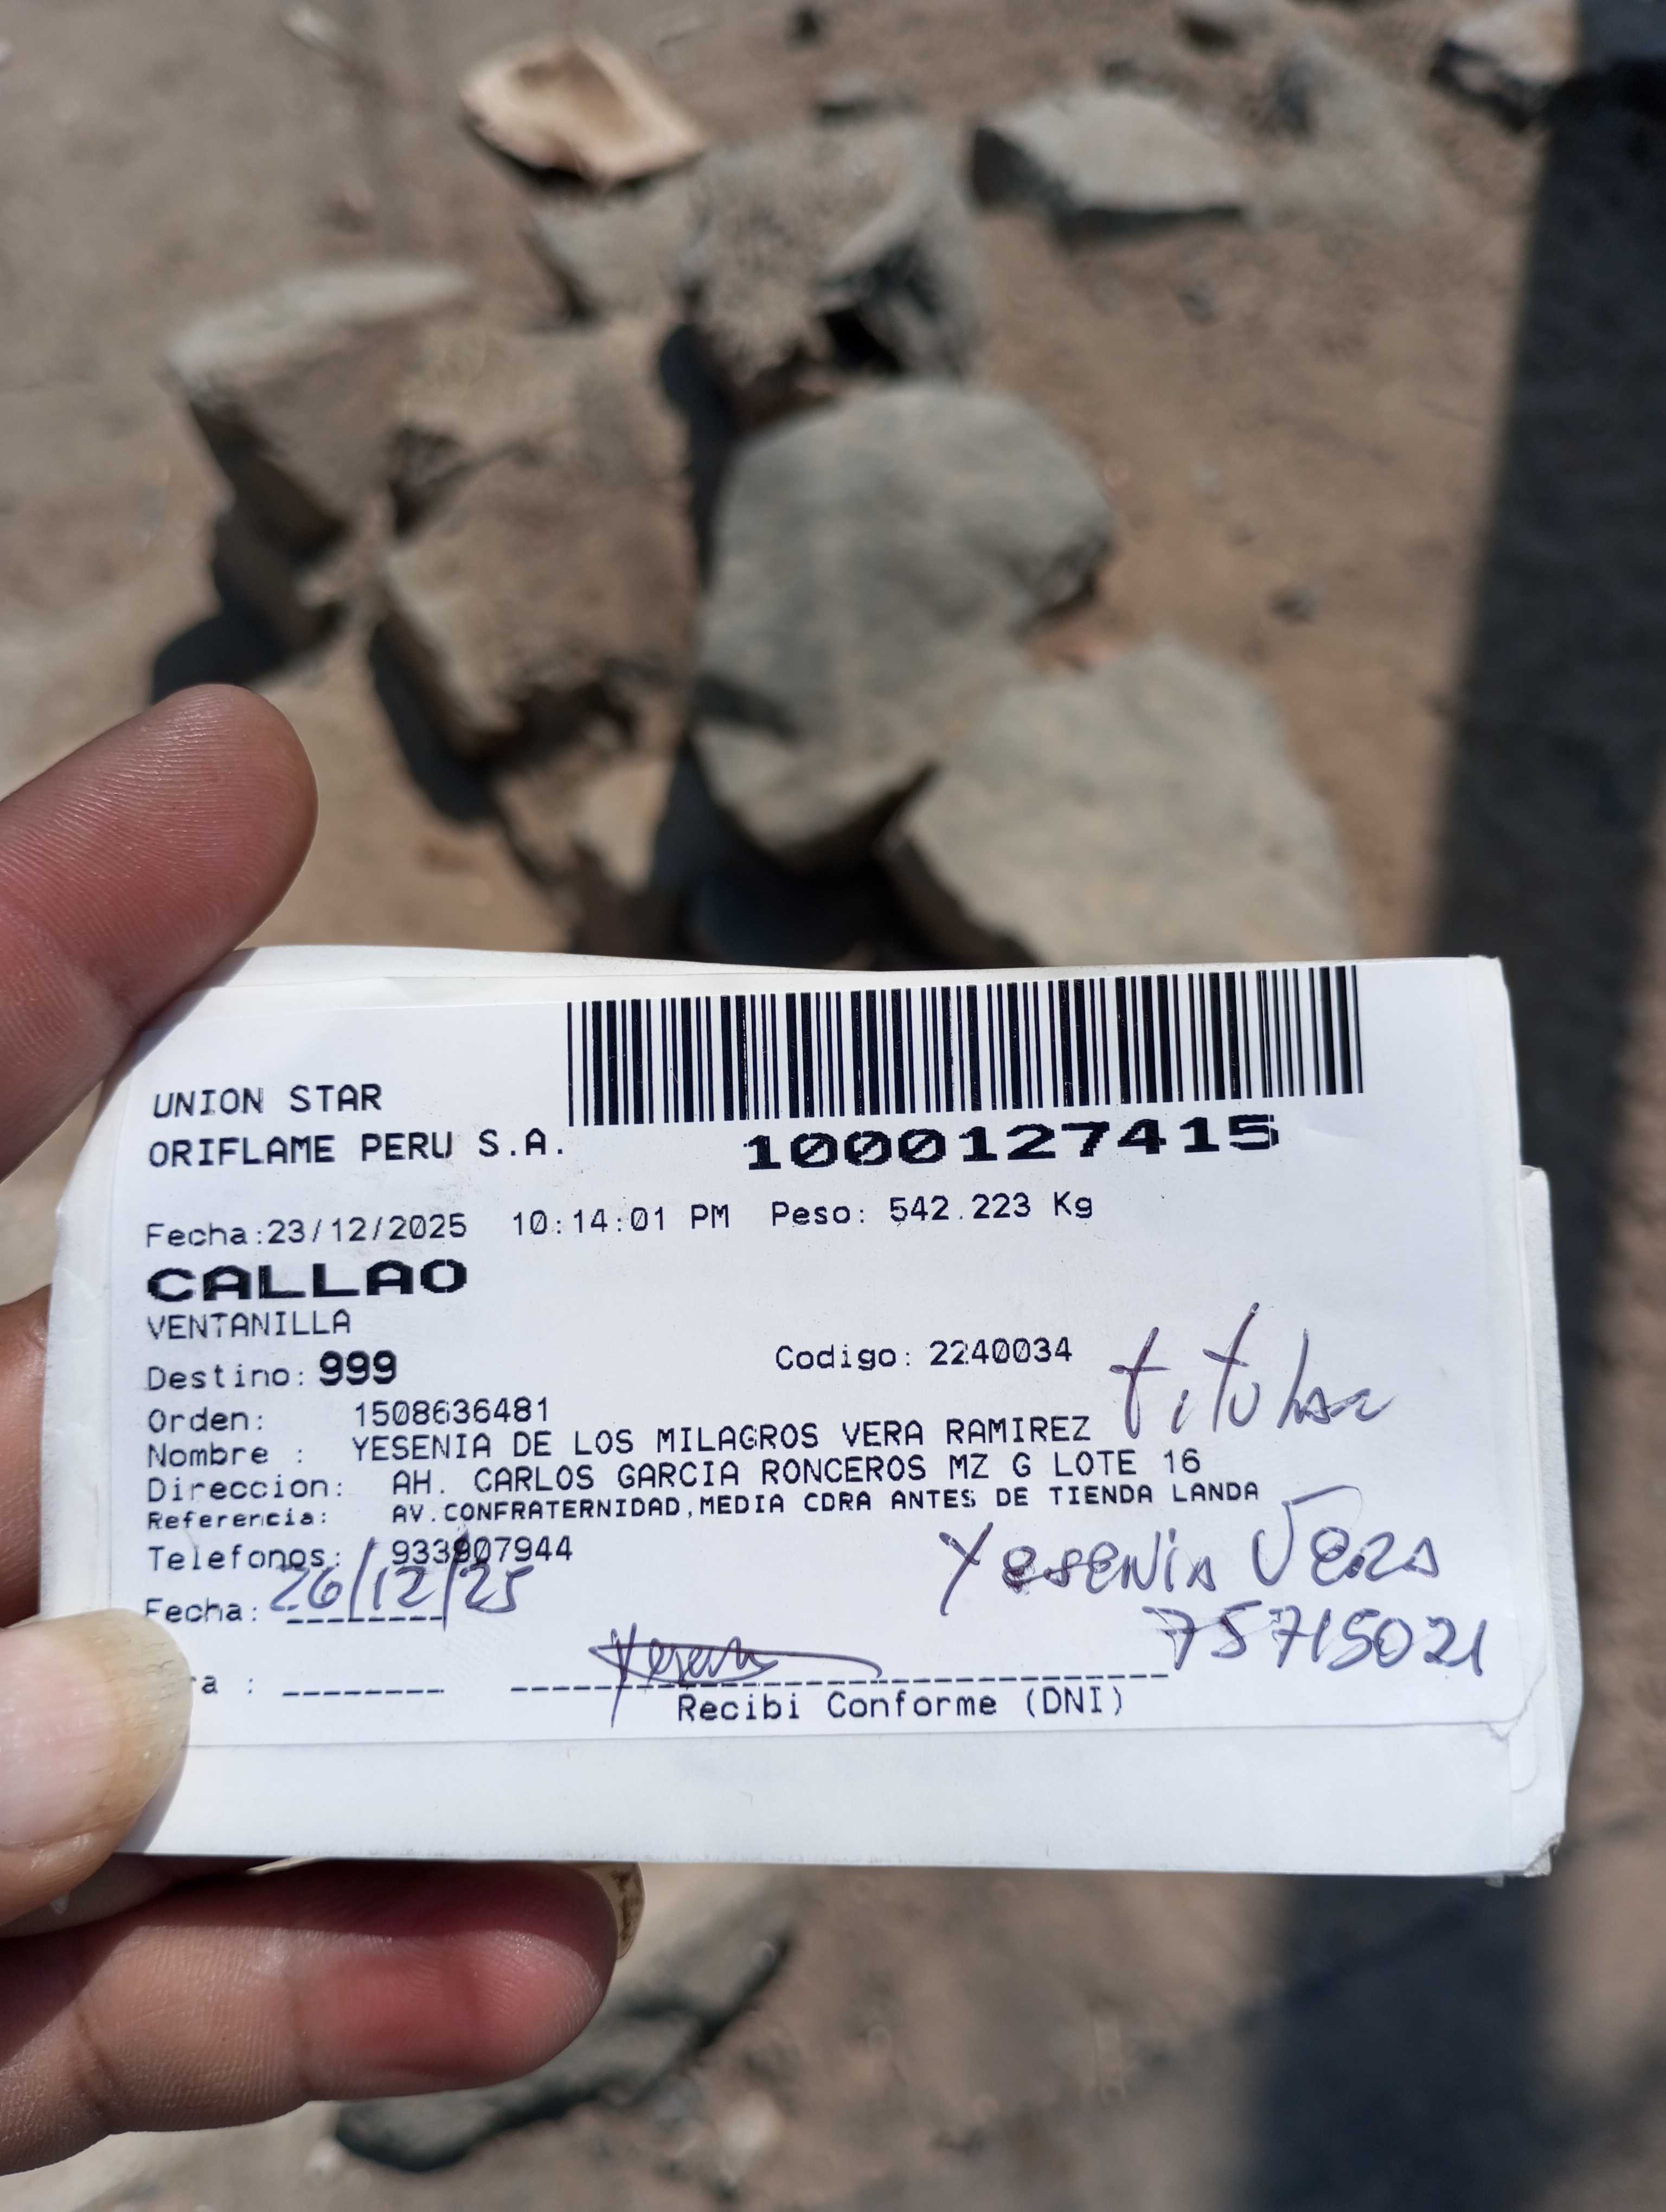 UNION STAR
ORIFLAME PERU S.A.
1000127415
Fecha:23/12/2025 10:14:01 PM Peso: 542.223 Kg
CALLAO
VENTANILLA
Destino: 999
Codigo: 2240034
titular
Orden: 1508636481
Nombre : YESENIA DE LOS MILAGROS VERA RAMIREZ
Direccion: AH. CARLOS GARCIA RONCEROS MZ G LOTE 16
Referencia: AV.CONFRATERNIDAD,MEDIA CDRA ANTES DE TIENDA LANDA
Telefonos: 933907944
Yesenia Vera
Fecha: 26/12/25
75715021
ra :
Yesenia
Recibi Conforme (DNI)